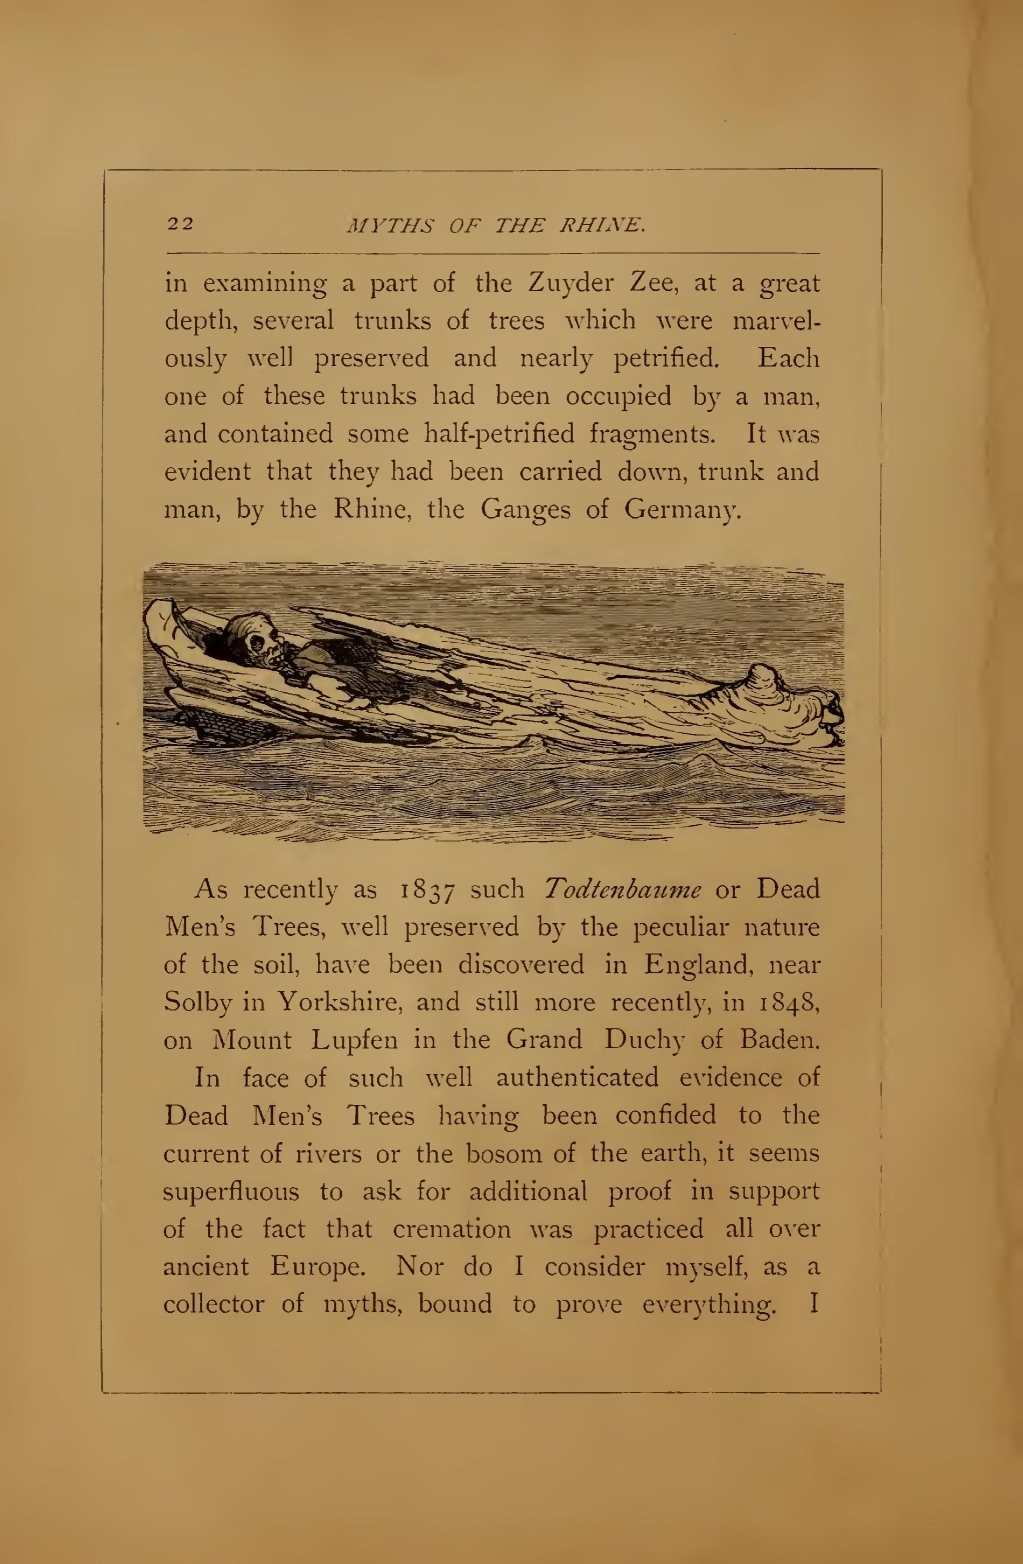 22 MYTHS OF THE RHINE.
in examining a part of the Zuyder Zee, at a great
depth, several trunks of trees which were marvel-
ously well preserved and nearly petrified. Each
one of these trunks had been occupied by a man,
and contained some half-petrified fragments. It was
evident that they had been carried down, trunk and
man, by the Rhine, the Ganges of Germany.
As recently as 1837 such Todtenbaume or Dead
Men's Trees, well preserved by the peculiar nature
of the soil, have been discovered in England, near
Solby in Yorkshire, and still more recently, in 1848,
on Mount Lupfen in the Grand Duchy of Baden.
In face of such well authenticated evidence of
Dead Men's Trees having been confided to the
current of rivers or the bosom of the earth, it seems
superfluous to ask for additional proof in support
of the fact that cremation was practiced all over
ancient Europe. Nor do I consider myself, as a
collector of myths, bound to prove everything. I